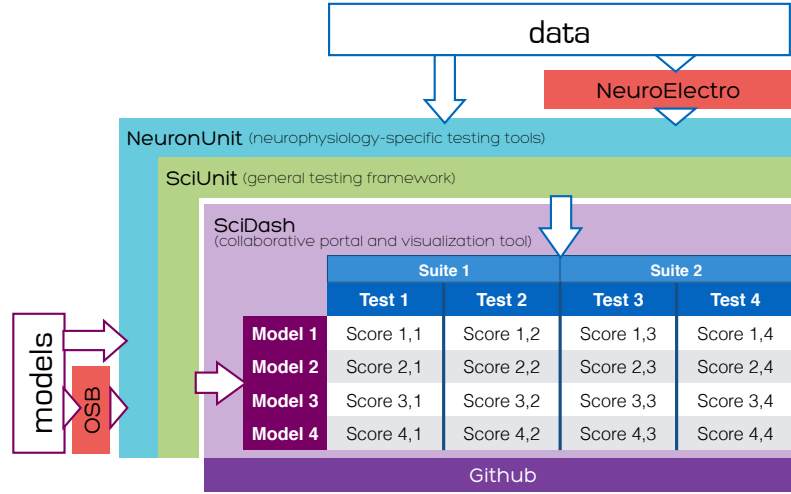 data
NeuroElectro
NeuronUnit (neurophysiology-specific testing tools)
SciUnit (general testing framework)
SciDash
(collaborative portal and visualization tool)
Suite 1 Suite 2
Test 1 Test 2 Test 3 Test 4
Model 1 Score 1,1 Score 1,2 Score 1,3 Score 1,4
Model 2 Score 2,1 Score 2,2 Score 2,3 Score 2,4
Model 3 Score 3,1 Score 3,2 Score 3,3 Score 3,4
Model 4 Score 4,1 Score 4,2 Score 4,3 Score 4,4
models
OSB
Github